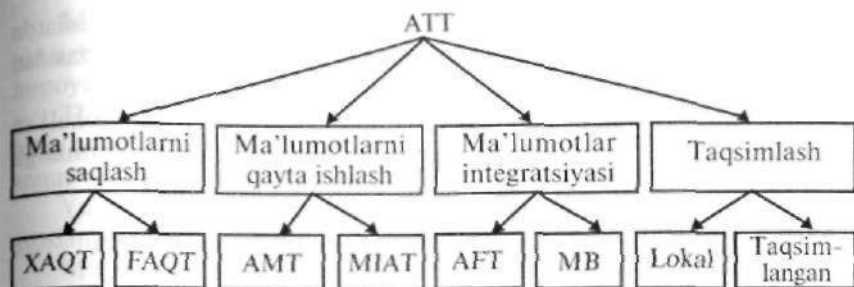 ATT
Ma’lumotlarni
saqlash
Ma’lumotlarni
qayta ishlash
Ma’lumotlar
integratsiyasi
Taqsimlash
XAQT
FAQT
AMT
MIAT
AFT
MB
Lokal
Taqsim-
langan